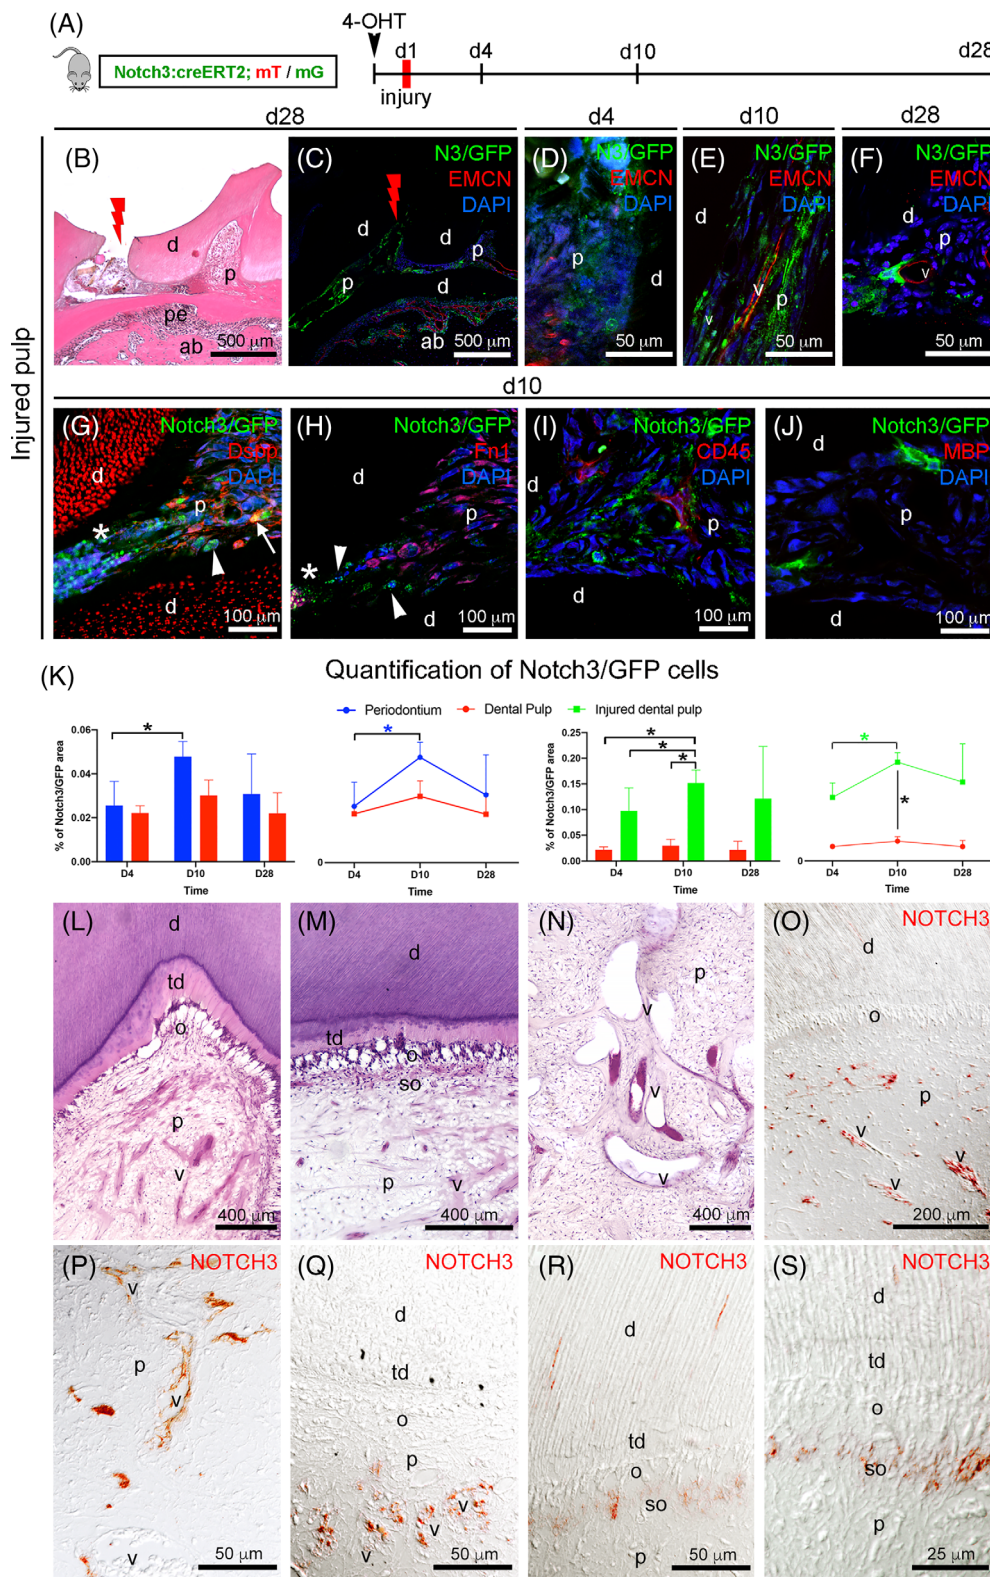 (A)
4-OHT
d1
d4
d10
d28
Notch3:creERT2; mT / mG
injury
d28
d4
d10
d28
Injured pulp
(B)
d
p
pe
ab
500 µm
(C)
N3/GFP
EMCN
DAPI
d
p
p
d
ab
500 µm
(D)
N3/GFP
EMCN
DAPI
p
d
50 µm
(E)
N3/GFP
EMCN
DAPI
d
v
p
v
50 µm
(F)
N3/GFP
EMCN
DAPI
d
p
v
50 µm
d10
(G)
Notch3/GFP
Dspp
DAPI
d
p
*
d
100 µm
(H)
Notch3/GFP
Fn1
DAPI
d
p
*
d
100 µm
(I)
Notch3/GFP
CD45
DAPI
d
p
d
100 µm
(J)
Notch3/GFP
MBP
DAPI
d
p
d
100 µm
(K)
Quantification of Notch3/GFP cells
Periodontium
Dental Pulp
Injured dental pulp
% of Notch3/GFP area
0.06
0.04
0.02
0.00
*
D4
D10
D28
Time
*
0
D4
D10
D28
Time
% of Notch3/GFP area
0.25
0.20
0.15
0.10
0.05
0.00
*
*
*
D4
D10
D28
Time
*
*
0
D4
D10
D28
Time
(L)
d
td
o
p
v
400 µm
(M)
d
td
o
so
p
v
400 µm
(N)
p
v
v
v
400 µm
(O)
NOTCH3
d
o
p
v
v
v
200 µm
(P)
NOTCH3
v
p
v
v
50 µm
(Q)
NOTCH3
d
td
o
p
v
v
v
50 µm
(R)
NOTCH3
d
td
o
so
p
50 µm
(S)
NOTCH3
d
td
o
so
p
25 µm